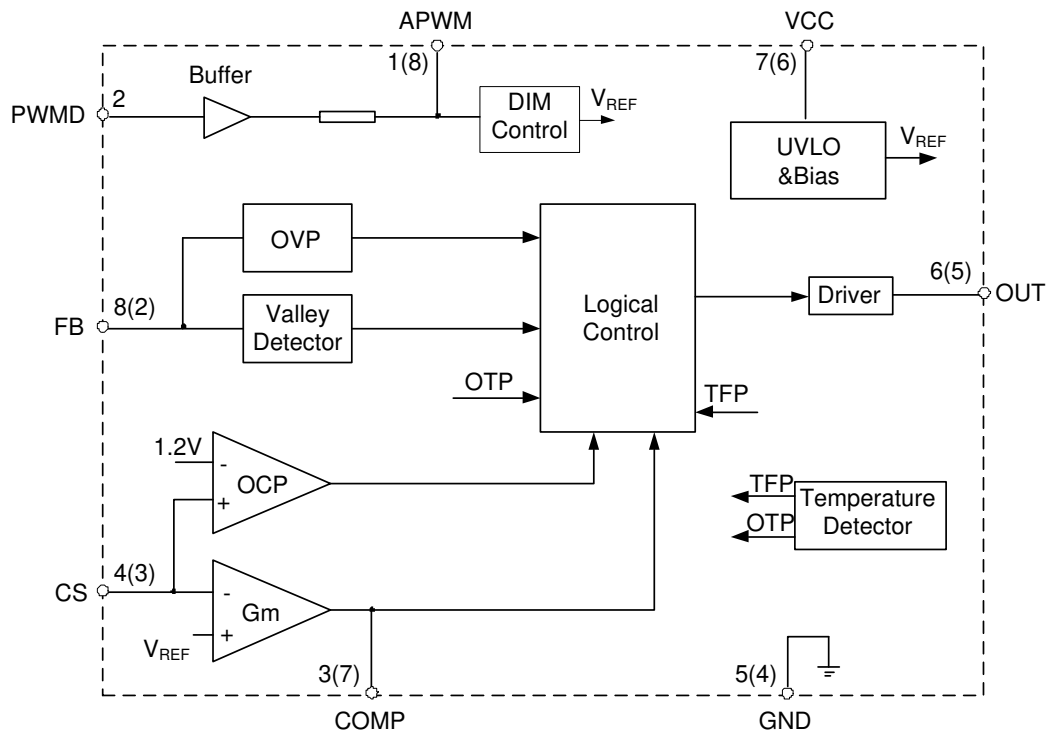 APWM
VCC
1(8)
7(6)
Buffer
PWMD
2
DIM
Control
VREF
UVLO
&Bias
VREF
OVP
8(2)
FB
Valley
Detector
Logical
Control
Driver
6(5)
OUT
OTP
TFP
1.2V
-
OCP
+
TFP
OTP
Temperature
Detector
CS
4(3)
-
Gm
+
VREF
3(7)
COMP
5(4)
GND